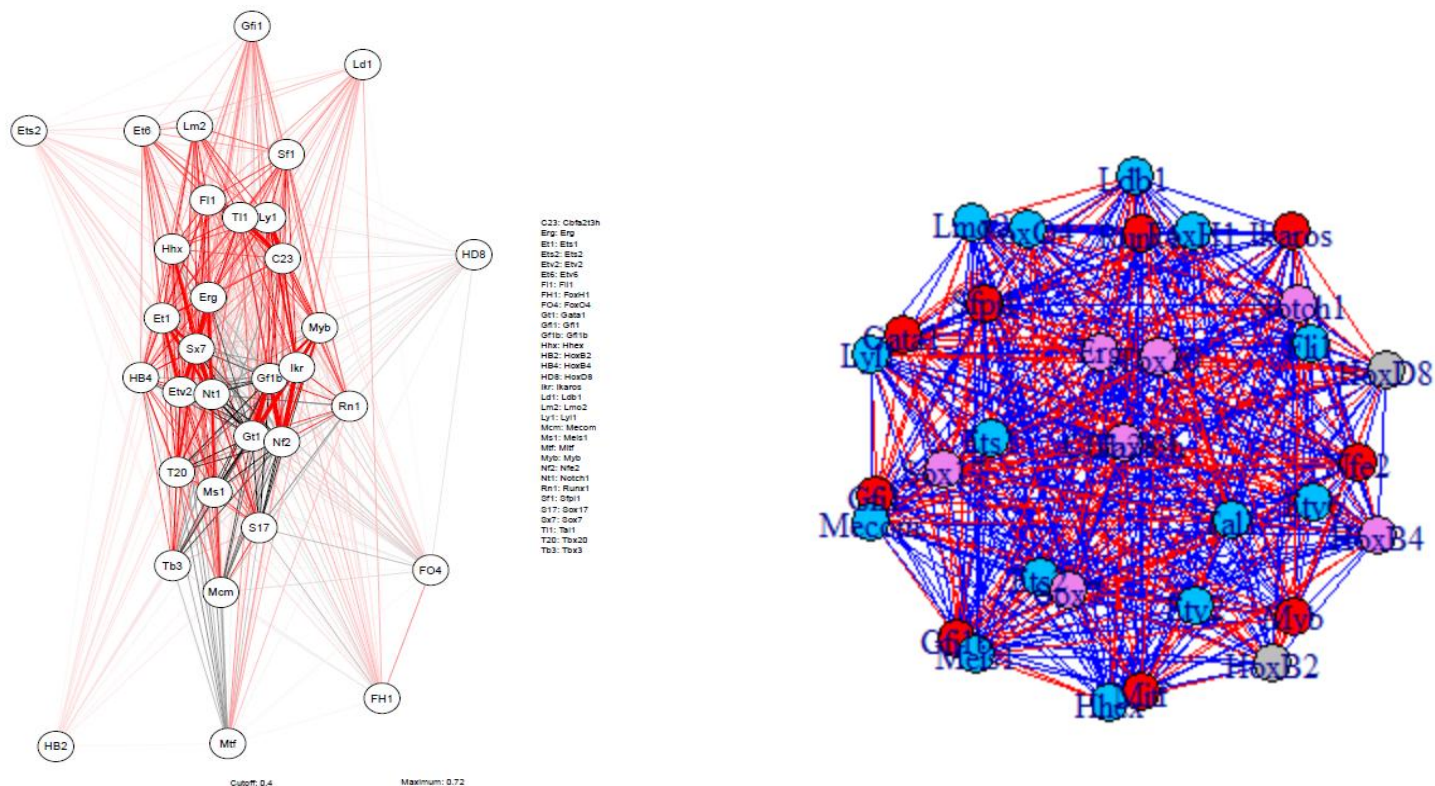 Gfi1
Ld1
Ets2
Et6
Lm2
Sf1
Fl1
Tl1
Ly1
Hhx
C23
HD8
Erg
Et1
Myb
Sx7
HB4
Etv2
Nt1
Gf1b
Ikr
Rn1
Gt1
Nf2
T20
Ms1
S17
Tb3
Mcm
FO4
FH1
HB2
Mtf
Cutoff: 0.4
Maximum: 0.72
C23: Cbfa2t3h
Erg: Erg
Et1: Ets1
Ets2: Ets2
Etv2: Etv2
Et6: Etv6
Fl1: Fli1
FH1: FoxH1
FO4: FoxO4
Gt1: Gata1
Gfi1: Gfi1
Gf1b: Gfi1b
Hhx: Hhex
HB2: HoxB2
HB4: HoxB4
HD8: HoxD8
Ikr: Ikaros
Ld1: Ldb1
Lm2: Lmo2
Ly1: Lyl1
Mcm: Mecom
Ms1: Meis1
Mtf: Mitf
Myb: Myb
Nf2: Nfe2
Nt1: Notch1
Rn1: Runx1
Sf1: Sfpi1
S17: Sox17
Sx7: Sox7
Tl1: Tal1
T20: Tbx20
Tb3: Tbx3
Ldb1
Ikaros
Notch1
HoxD8
Erg
Mecom
HoxB4
Myb
HoxB2
Hhex
Mitf